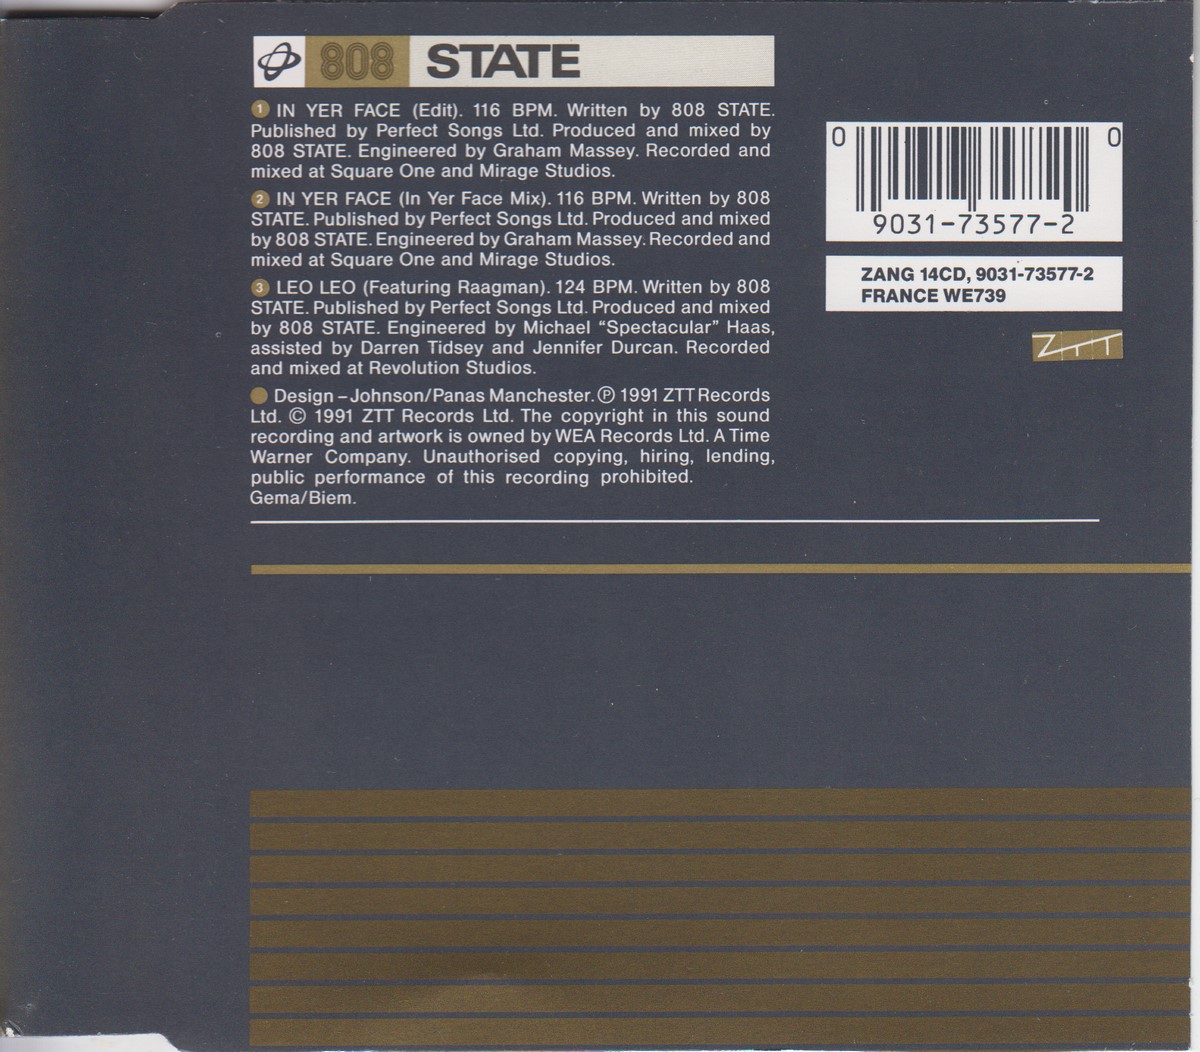 808 STATE
1 IN YER FACE (Edit). 116 BPM. Written by 808 STATE.
Published by Perfect Songs Ltd. Produced and mixed by
808 STATE. Engineered by Graham Massey. Recorded and
mixed at Square One and Mirage Studios.
2 IN YER FACE (In Yer Face Mix). 116 BPM. Written by 808
STATE. Published by Perfect Songs Ltd. Produced and mixed
by 808 STATE. Engineered by Graham Massey. Recorded and
mixed at Square One and Mirage Studios.
3 LEO LEO (Featuring Raagman). 124 BPM. Written by 808
STATE. Published by Perfect Songs Ltd. Produced and mixed
by 808 STATE. Engineered by Michael “Spectacular” Haas,
assisted by Darren Tidsey and Jennifer Durcan. Recorded
and mixed at Revolution Studios.
Design – Johnson/Panas Manchester. ℗ 1991 ZTT Records
Ltd. © 1991 ZTT Records Ltd. The copyright in this sound
recording and artwork is owned by WEA Records Ltd. A Time
Warner Company. Unauthorised copying, hiring, lending,
public performance of this recording prohibited.
Gema/Biem.
0 0
9031-73577-2
ZANG 14CD, 9031-73577-2
FRANCE WE739
ZTT